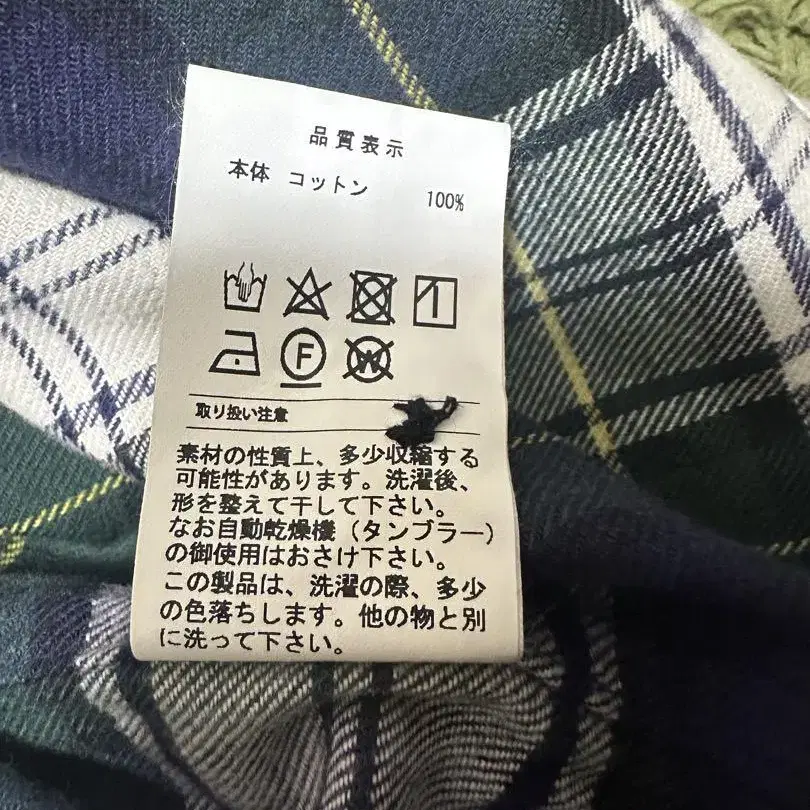 品質表示
本体 コットン 100%
F
W
取り扱い注意
素材の性質上、多少収縮する
可能性があります。洗濯後、
形を整えて干して下さい。
なお自動乾燥機（タンブラー）
の御使用はおさけ下さい。
この製品は、洗濯の際、多少
の色落ちします。他の物と別
に洗って下さい。